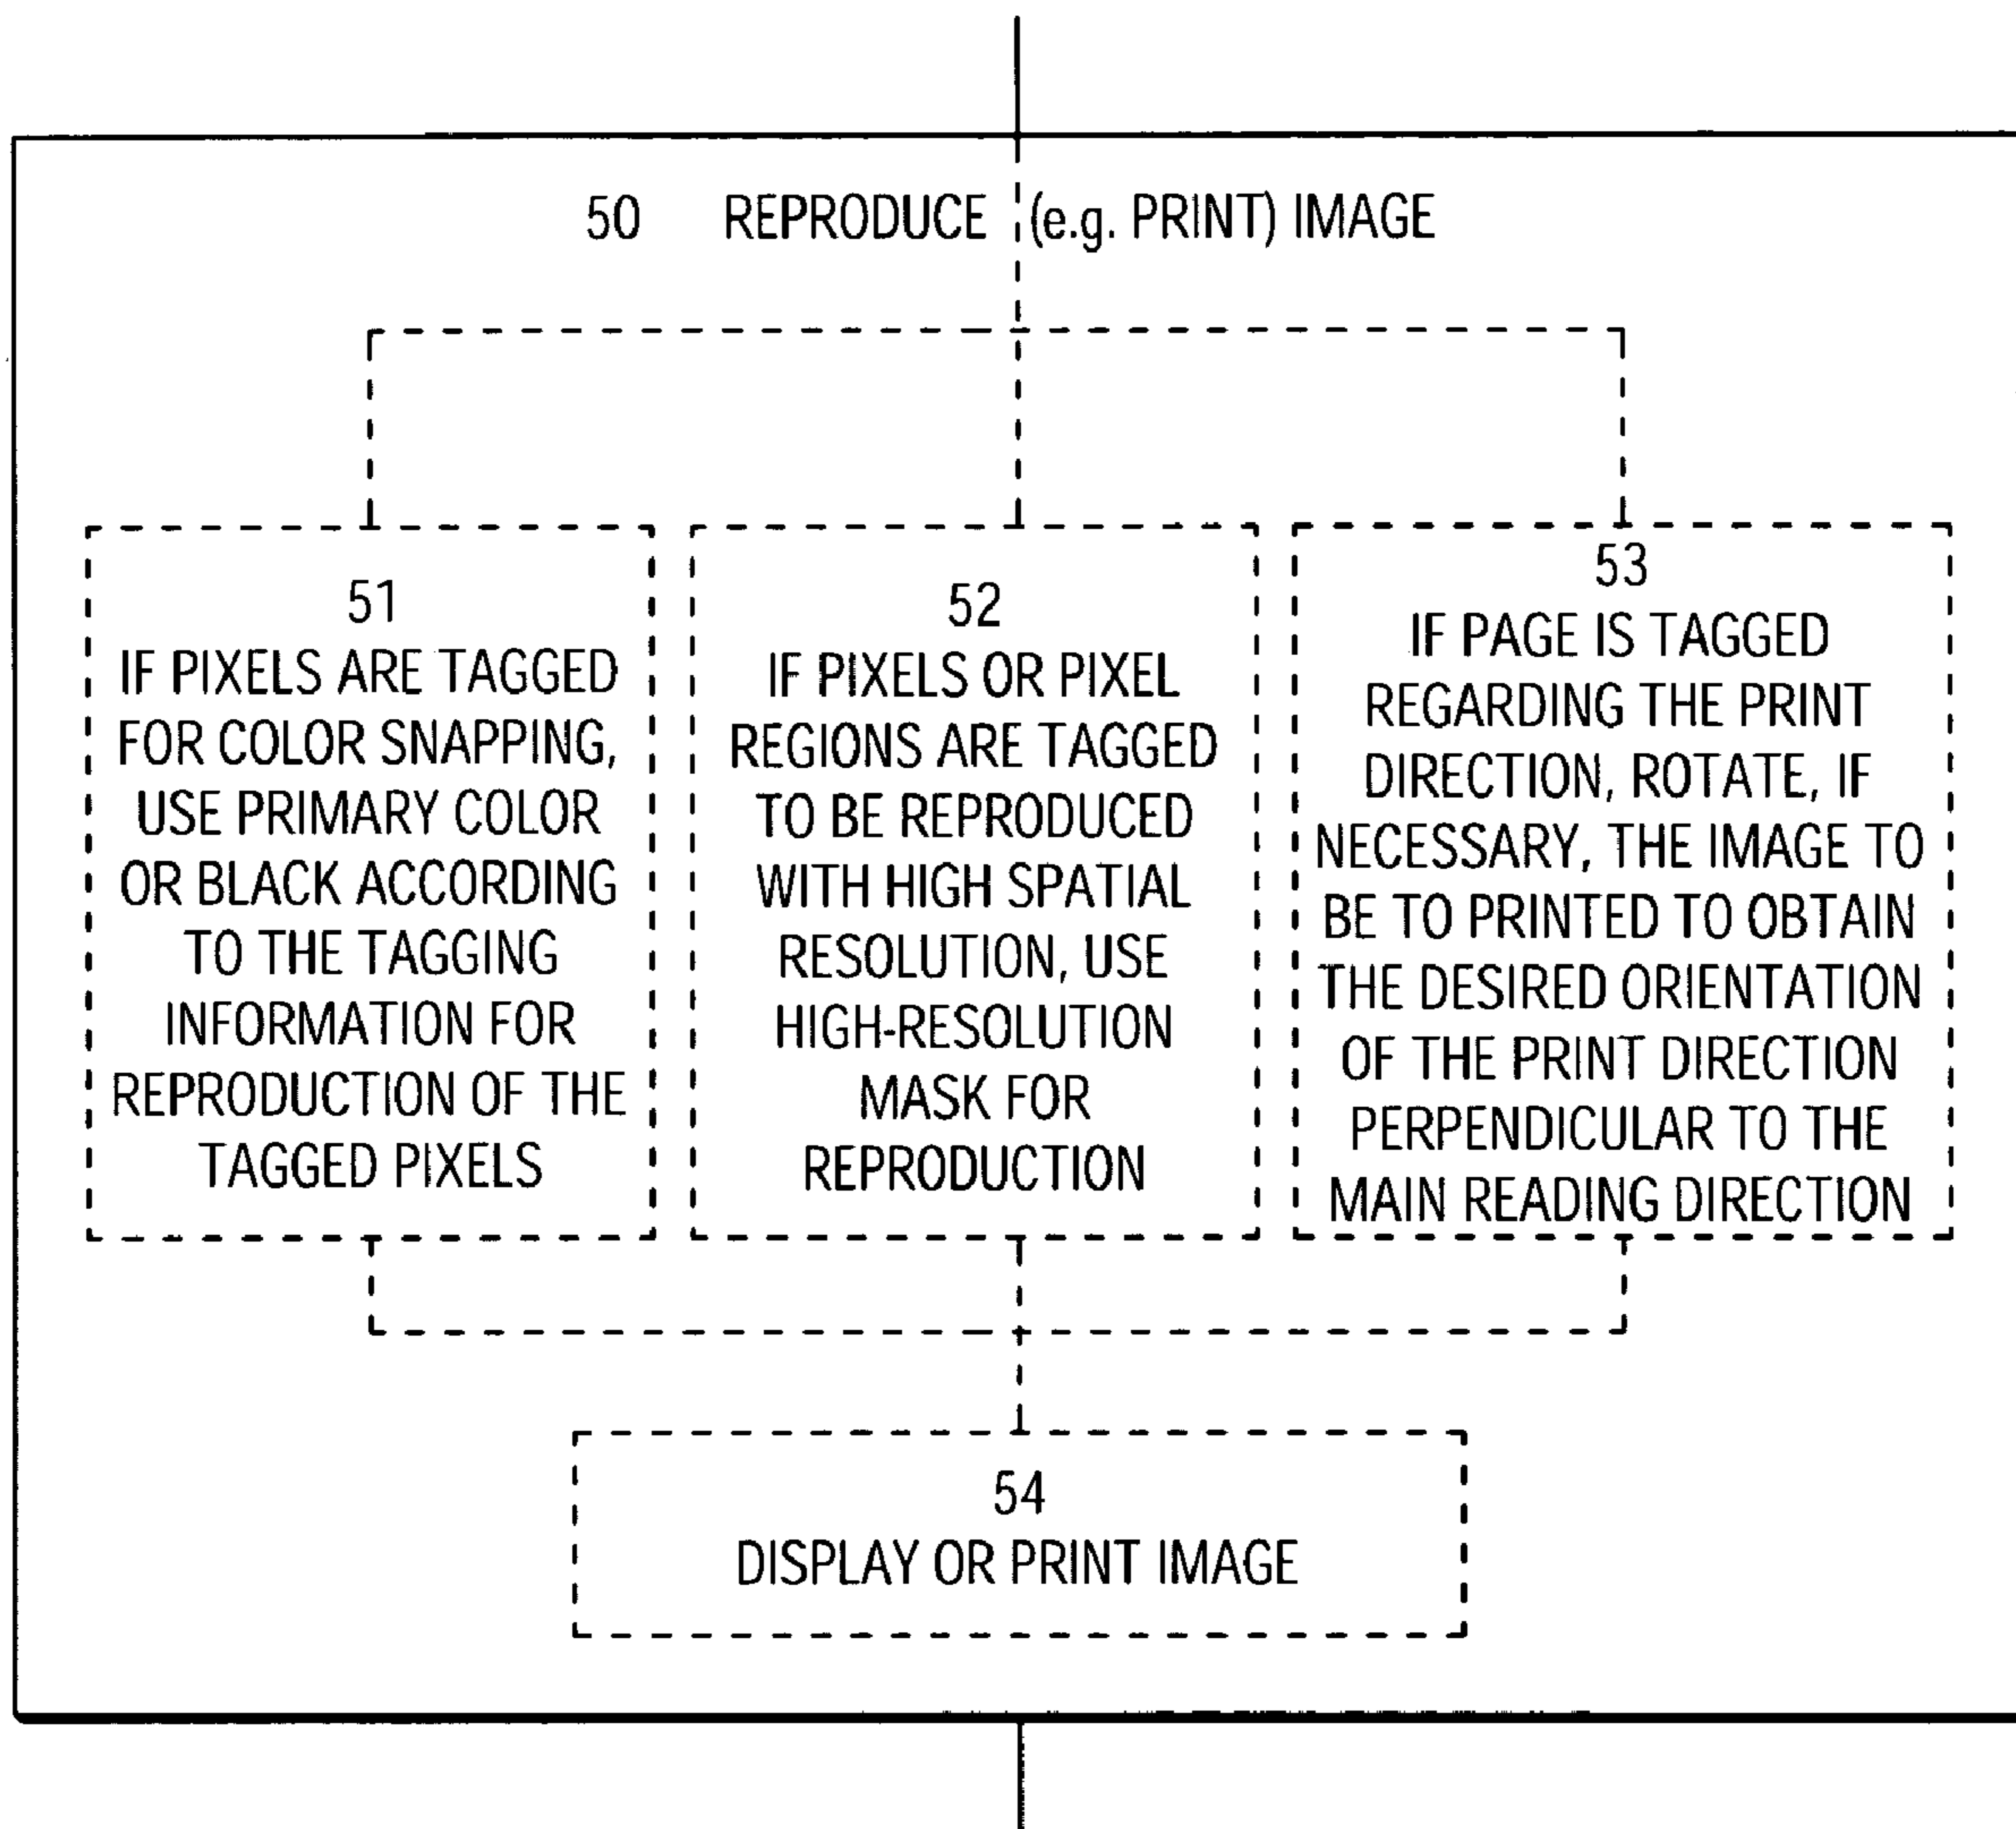 50 REPRODUCE (e.g. PRINT) IMAGE
51
IF PIXELS ARE TAGGED
FOR COLOR SNAPPING,
USE PRIMARY COLOR
OR BLACK ACCORDING
TO THE TAGGING
INFORMATION FOR
REPRODUCTION OF THE
TAGGED PIXELS
52
IF PIXELS OR PIXEL
REGIONS ARE TAGGED
TO BE REPRODUCED
WITH HIGH SPATIAL
RESOLUTION, USE
HIGH-RESOLUTION
MASK FOR
REPRODUCTION
53
IF PAGE IS TAGGED
REGARDING THE PRINT
DIRECTION, ROTATE, IF
NECESSARY, THE IMAGE TO
BE TO PRINTED TO OBTAIN
THE DESIRED ORIENTATION
OF THE PRINT DIRECTION
PERPENDICULAR TO THE
MAIN READING DIRECTION
54
DISPLAY OR PRINT IMAGE